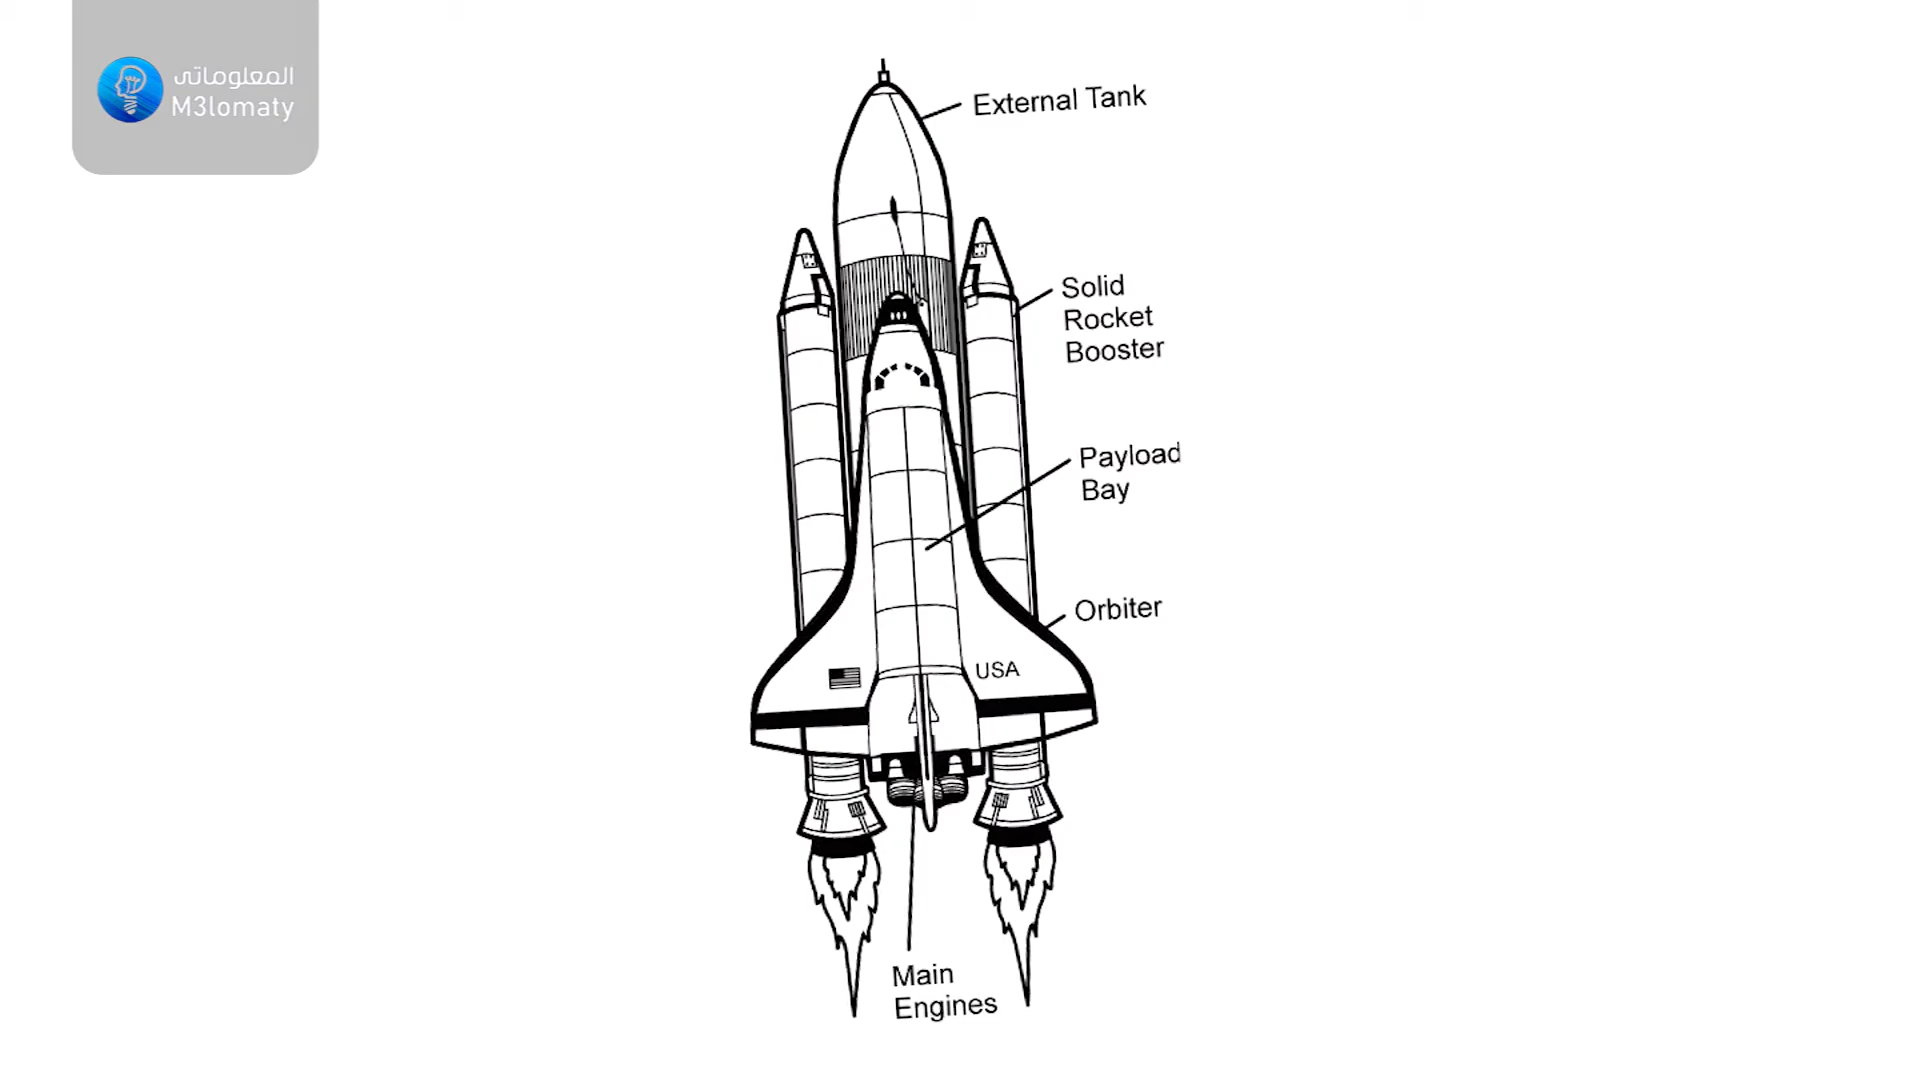 المعلوماتى
M3lomaty
External Tank
Solid
Rocket
Booster
Payload
Bay
Orbiter
USA
Main
Engines